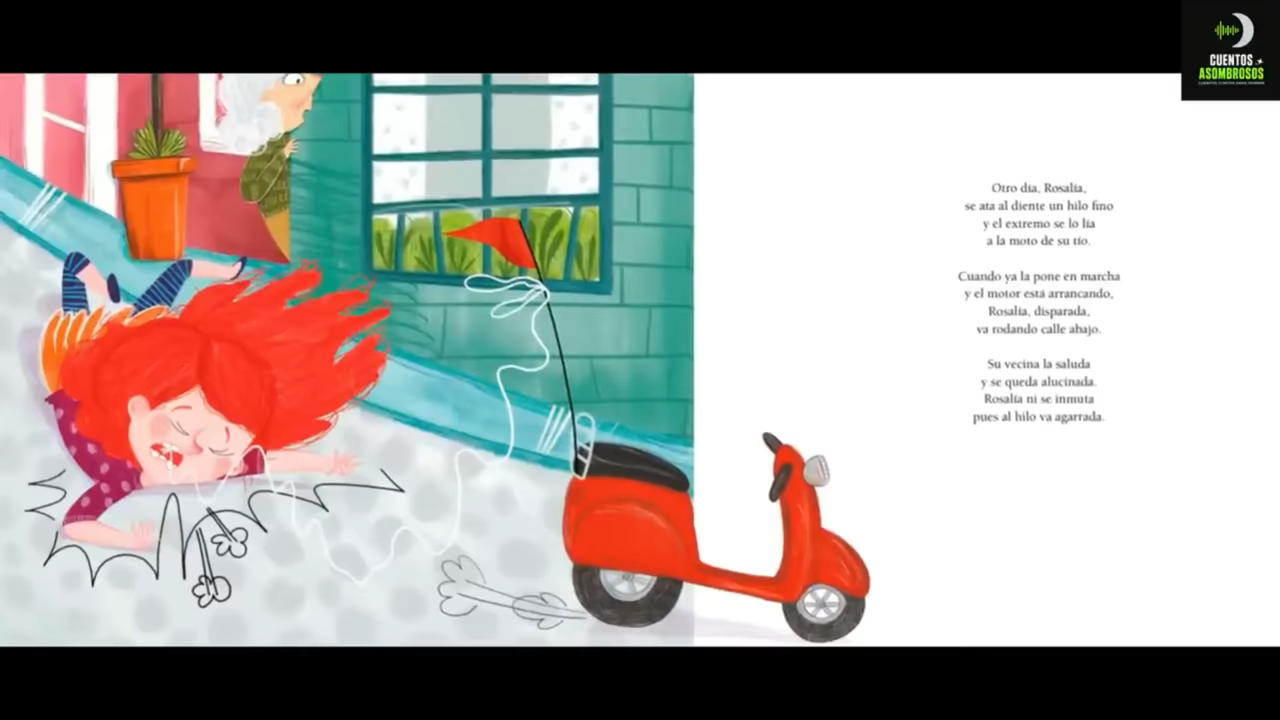 CUENTOS
ASOMBROSOS
Otro día, Rosalía,
se ata al diente un hilo fino
y el extremo se lo lía
a la moto de su tío.
Cuando ya la pone en marcha
y el motor está arrancando,
Rosalía, disparada,
va rodando calle abajo.
Su vecina la saluda
y se queda alucinada.
Rosalía ni se inmuta
pues al hilo va agarrada.